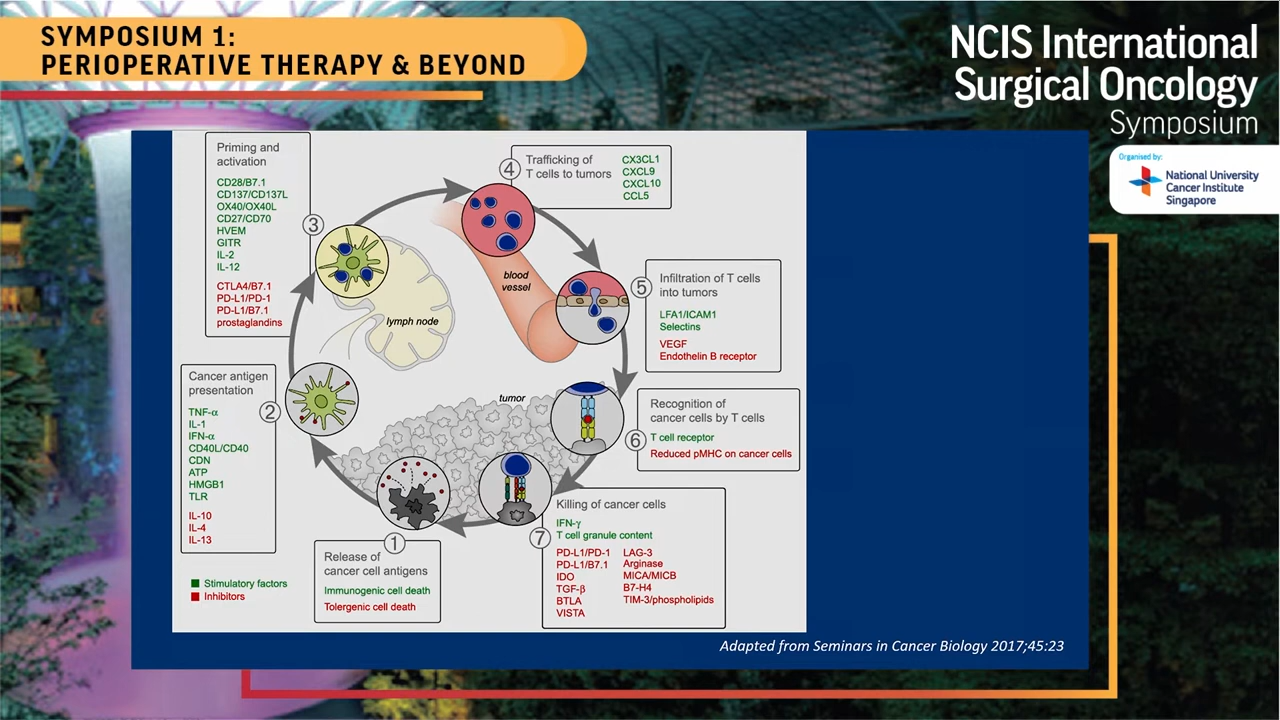 SYMPOSIUM 1:
PERIOPERATIVE THERAPY & BEYOND
NCIS International
Surgical Oncology
Symposium
Organised by:
National University
Cancer Institute
Singapore
Priming and
activation
CD28/B7.1
CD137/CD137L
OX40/OX40L
CD27/CD70
HVEM
GITR
IL-2
IL-12
CTLA4/B7.1
PD-L1/PD-1
PD-L1/B7.1
prostaglandins
3
4
Trafficking of
T cells to tumors
CX3CL1
CXCL9
CXCL10
CCL5
blood
vessel
lymph node
5
Infiltration of T cells
into tumors
LFA1/ICAM1
Selectins
VEGF
Endothelin B receptor
Cancer antigen
presentation
2
TNF-α
IL-1
IFN-α
CD40L/CD40
CDN
ATP
HMGB1
TLR
IL-10
IL-4
IL-13
tumor
6
Recognition of
cancer cells by T cells
T cell receptor
Reduced pMHC on cancer cells
7
Killing of cancer cells
IFN-γ
T cell granule content
PD-L1/PD-1
PD-L1/B7.1
IDO
TGF-β
BTLA
VISTA
LAG-3
Arginase
MICA/MICB
B7-H4
TIM-3/phospholipids
1
Release of
cancer cell antigens
Immunogenic cell death
Tolergenic cell death
Stimulatory factors
Inhibitors
Adapted from Seminars in Cancer Biology 2017;45:23